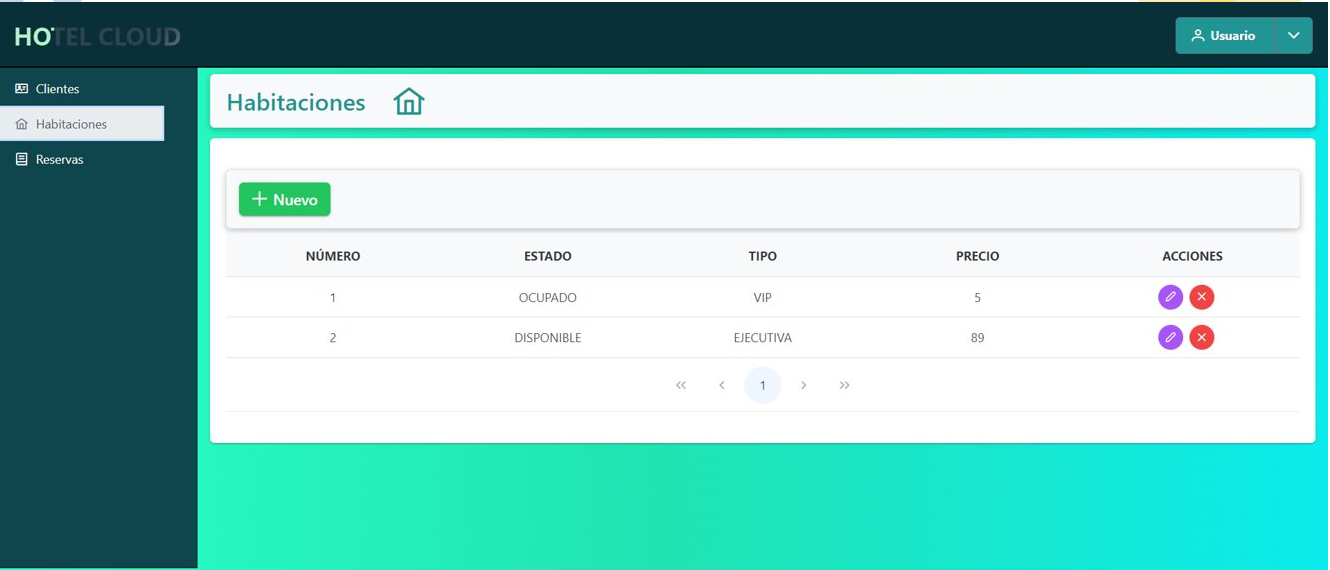 HOTEL CLOUD
Usuario
Clientes
Habitaciones
Reservas
Habitaciones
Nuevo
NÚMERO ESTADO TIPO PRECIO ACCIONES
1 OCUPADO VIP 5
2 DISPONIBLE EJECUTIVA 89
1